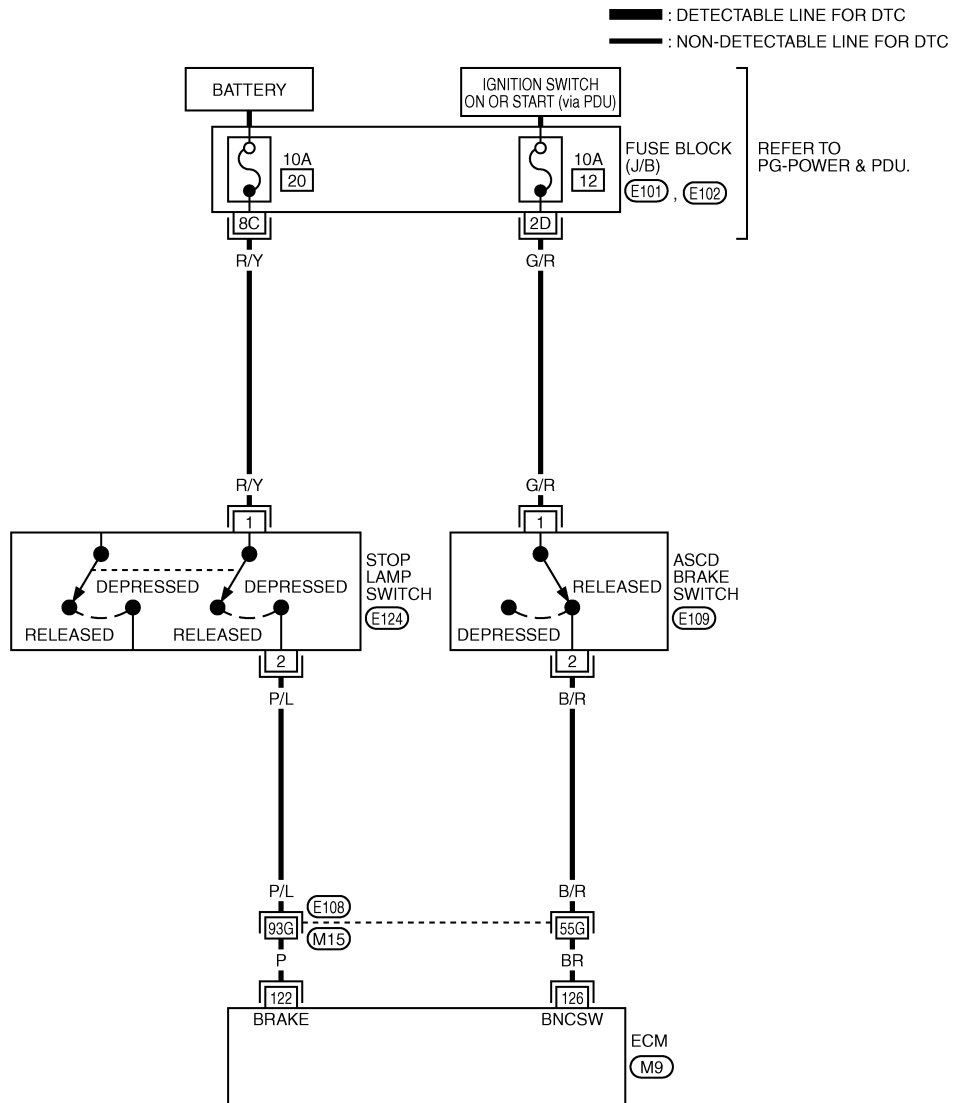 : DETECTABLE LINE FOR DTC
: NON-DETECTABLE LINE FOR DTC
BATTERY
IGNITION SWITCH
ON OR START (via PDU)
10A
20
10A
12
FUSE BLOCK
(J/B)
E101 , E102
REFER TO
PG-POWER & PDU.
8C
2D
R/Y
G/R
R/Y
G/R
1
1
DEPRESSED
DEPRESSED
RELEASED
RELEASED
STOP
LAMP
SWITCH
E124
RELEASED
DEPRESSED
ASCD
BRAKE
SWITCH
E109
2
2
P/L
B/R
P/L
B/R
E108
93G
55G
M15
P
BR
122
126
BRAKE
BNCSW
ECM
M9